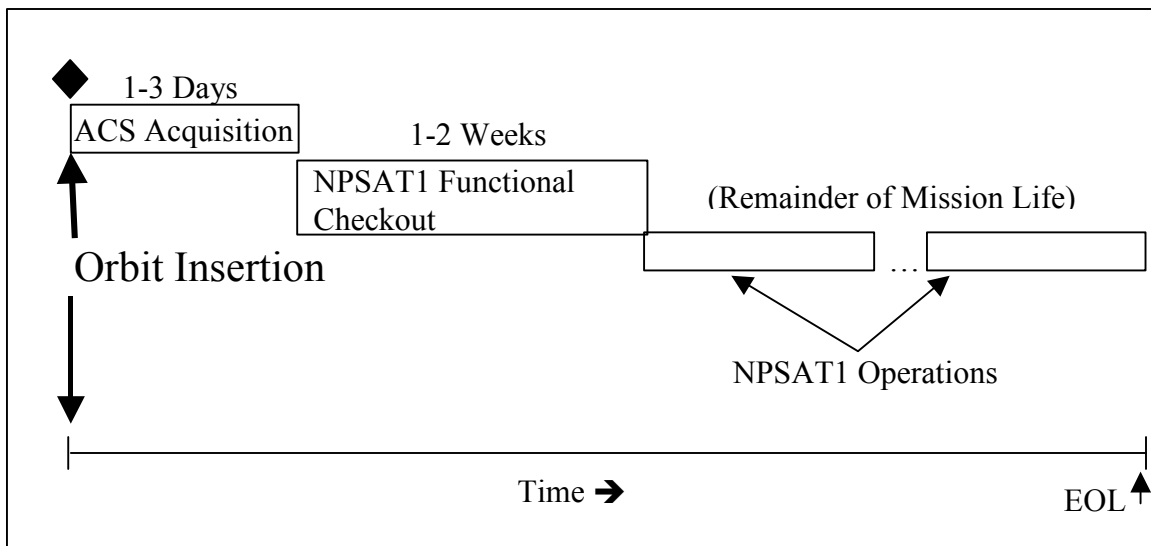 1-3 Days
ACS Acquisition
1-2 Weeks
NPSAT1 Functional
Checkout
(Remainder of Mission Life)
Orbit Insertion
…
NPSAT1 Operations
Time ➔
EOL